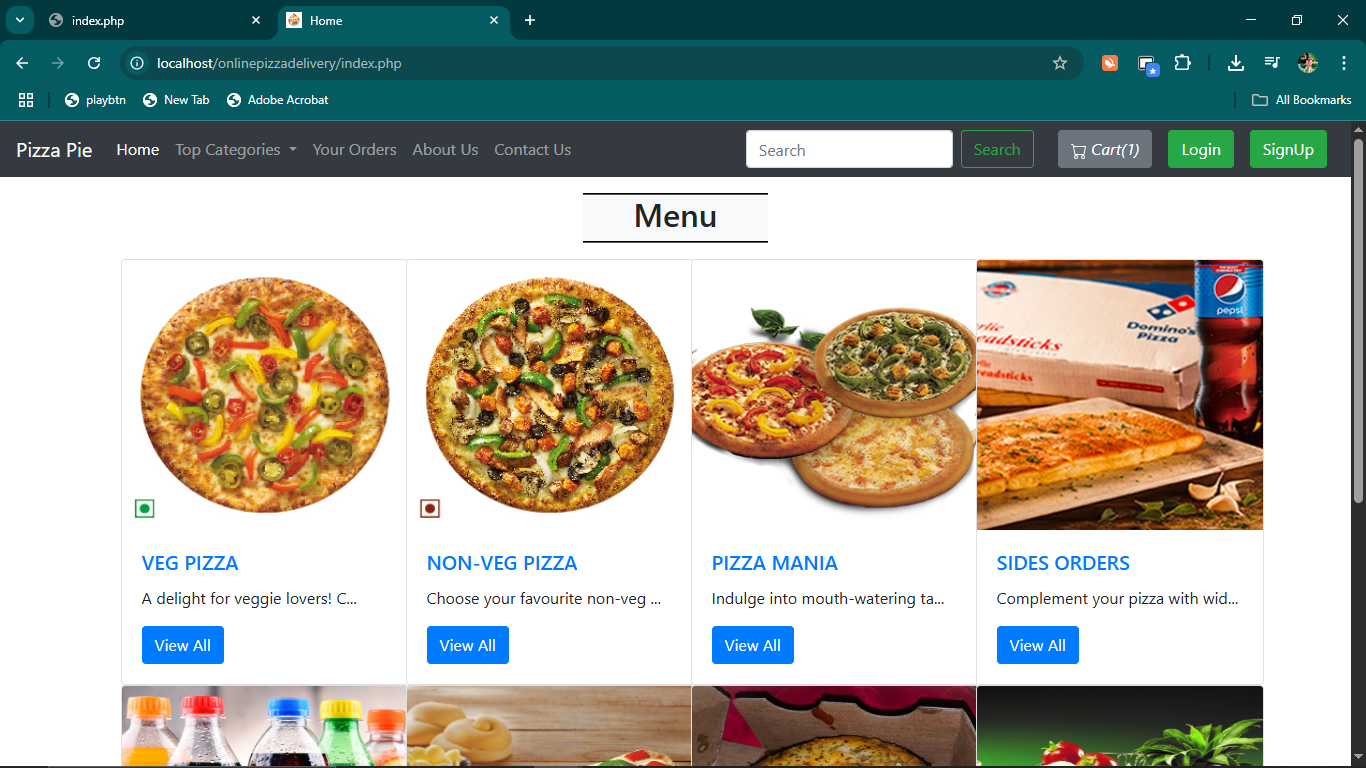 index.php
Home
localhost/onlinepizzadelivery/index.php
playbtn
New Tab
Adobe Acrobat
All Bookmarks
Pizza Pie
Home
Top Categories
Your Orders
About Us
Contact Us
Search
Search
Cart(1)
Login
SignUp
Menu
pepsi
Domino's
Pizza
readsticks
VEG PIZZA
NON-VEG PIZZA
PIZZA MANIA
SIDES ORDERS
A delight for veggie lovers! C...
Choose your favourite non-veg ...
Indulge into mouth-watering ta...
Complement your pizza with wid...
View All
View All
View All
View All